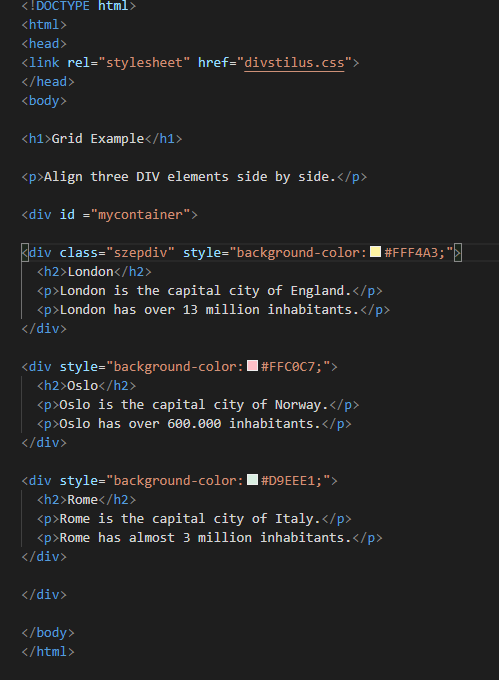 <!DOCTYPE html>
<html>
<head>
<link rel="stylesheet" href="divstilus.css">
</head>
<body>
<h1>Grid Example</h1>
<p>Align three DIV elements side by side.</p>
<div id ="mycontainer">
<div class="szepdiv" style="background-color:#FFF4A3;">
<h2>London</h2>
<p>London is the capital city of England.</p>
<p>London has over 13 million inhabitants.</p>
</div>
<div style="background-color:#FFC0C7;">
<h2>Oslo</h2>
<p>Oslo is the capital city of Norway.</p>
<p>Oslo has over 600.000 inhabitants.</p>
</div>
<div style="background-color:#D9EEE1;">
<h2>Rome</h2>
<p>Rome is the capital city of Italy.</p>
<p>Rome has almost 3 million inhabitants.</p>
</div>
</div>
</body>
</html>